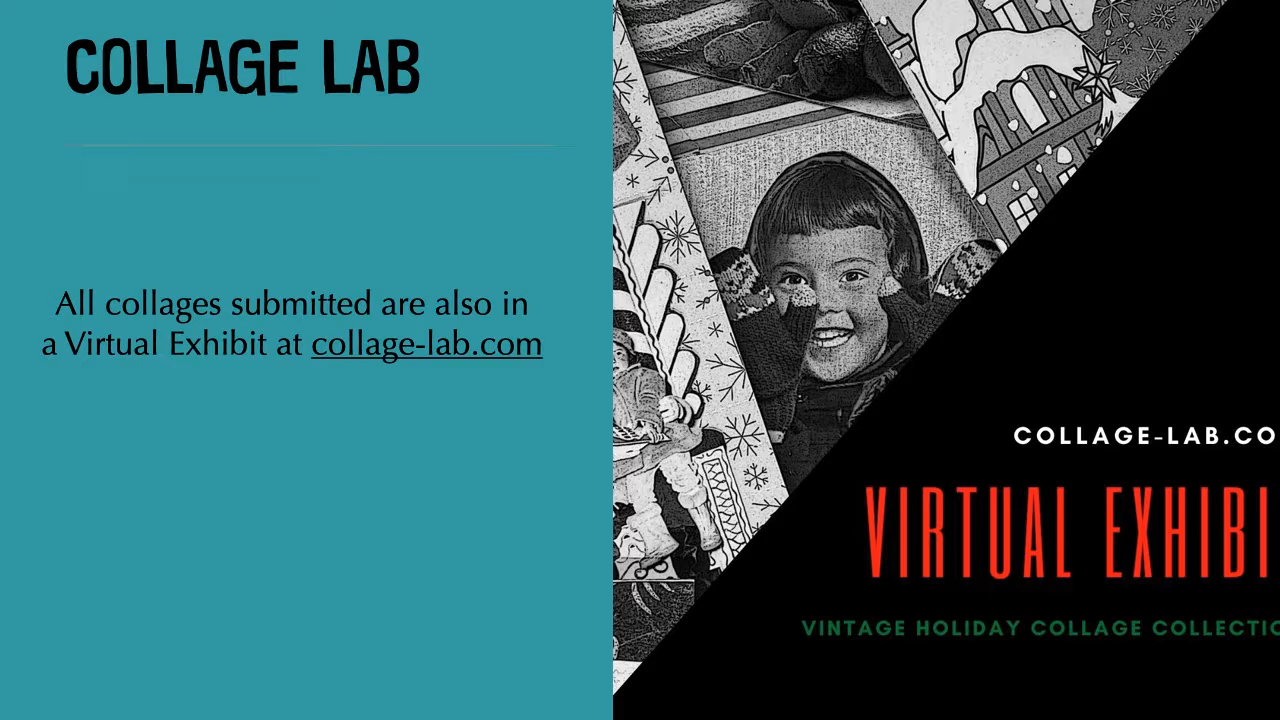 COLLAGE LAB
All collages submitted are also in
a Virtual Exhibit at collage-lab.com
COLLAGE-LAB.CO
VIRTUAL EXHIBI
VINTAGE HOLIDAY COLLAGE COLLECTIO